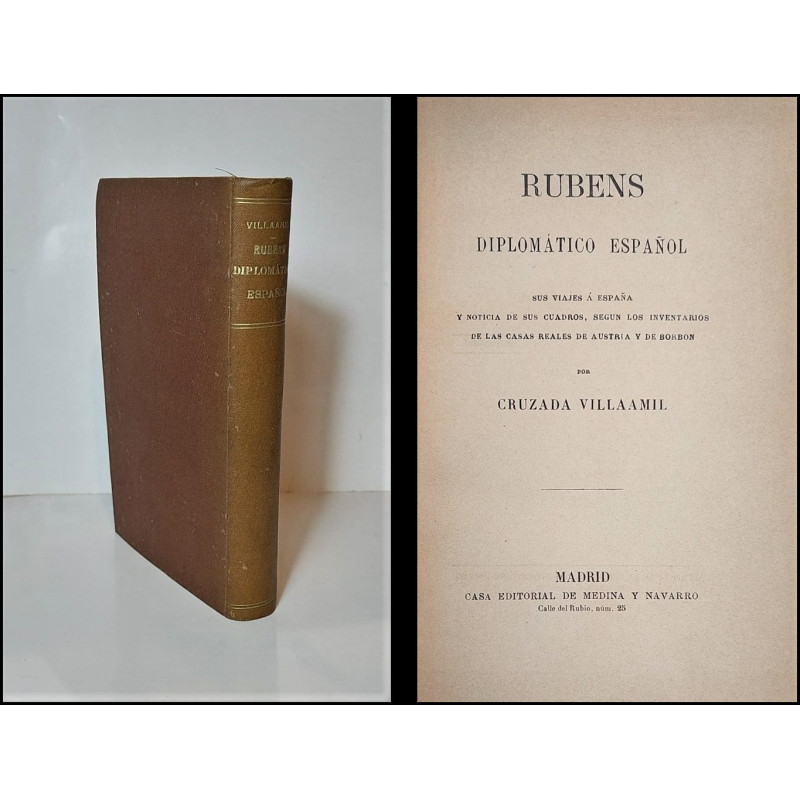 VILLAAMIL
RUBENS
DIPLOMÁTICO
ESPAÑOL
RUBENS
DIPLOMÁTICO ESPAÑOL
SUS VIAJES Á ESPAÑA
Y NOTICIA DE SUS CUADROS, SEGUN LOS INVENTARIOS
DE LAS CASAS REALES DE AUSTRIA Y DE BORBON
POR
CRUZADA VILLAAMIL
MADRID
CASA EDITORIAL DE MEDINA Y NAVARRO
Calle del Rubio, núm. 25